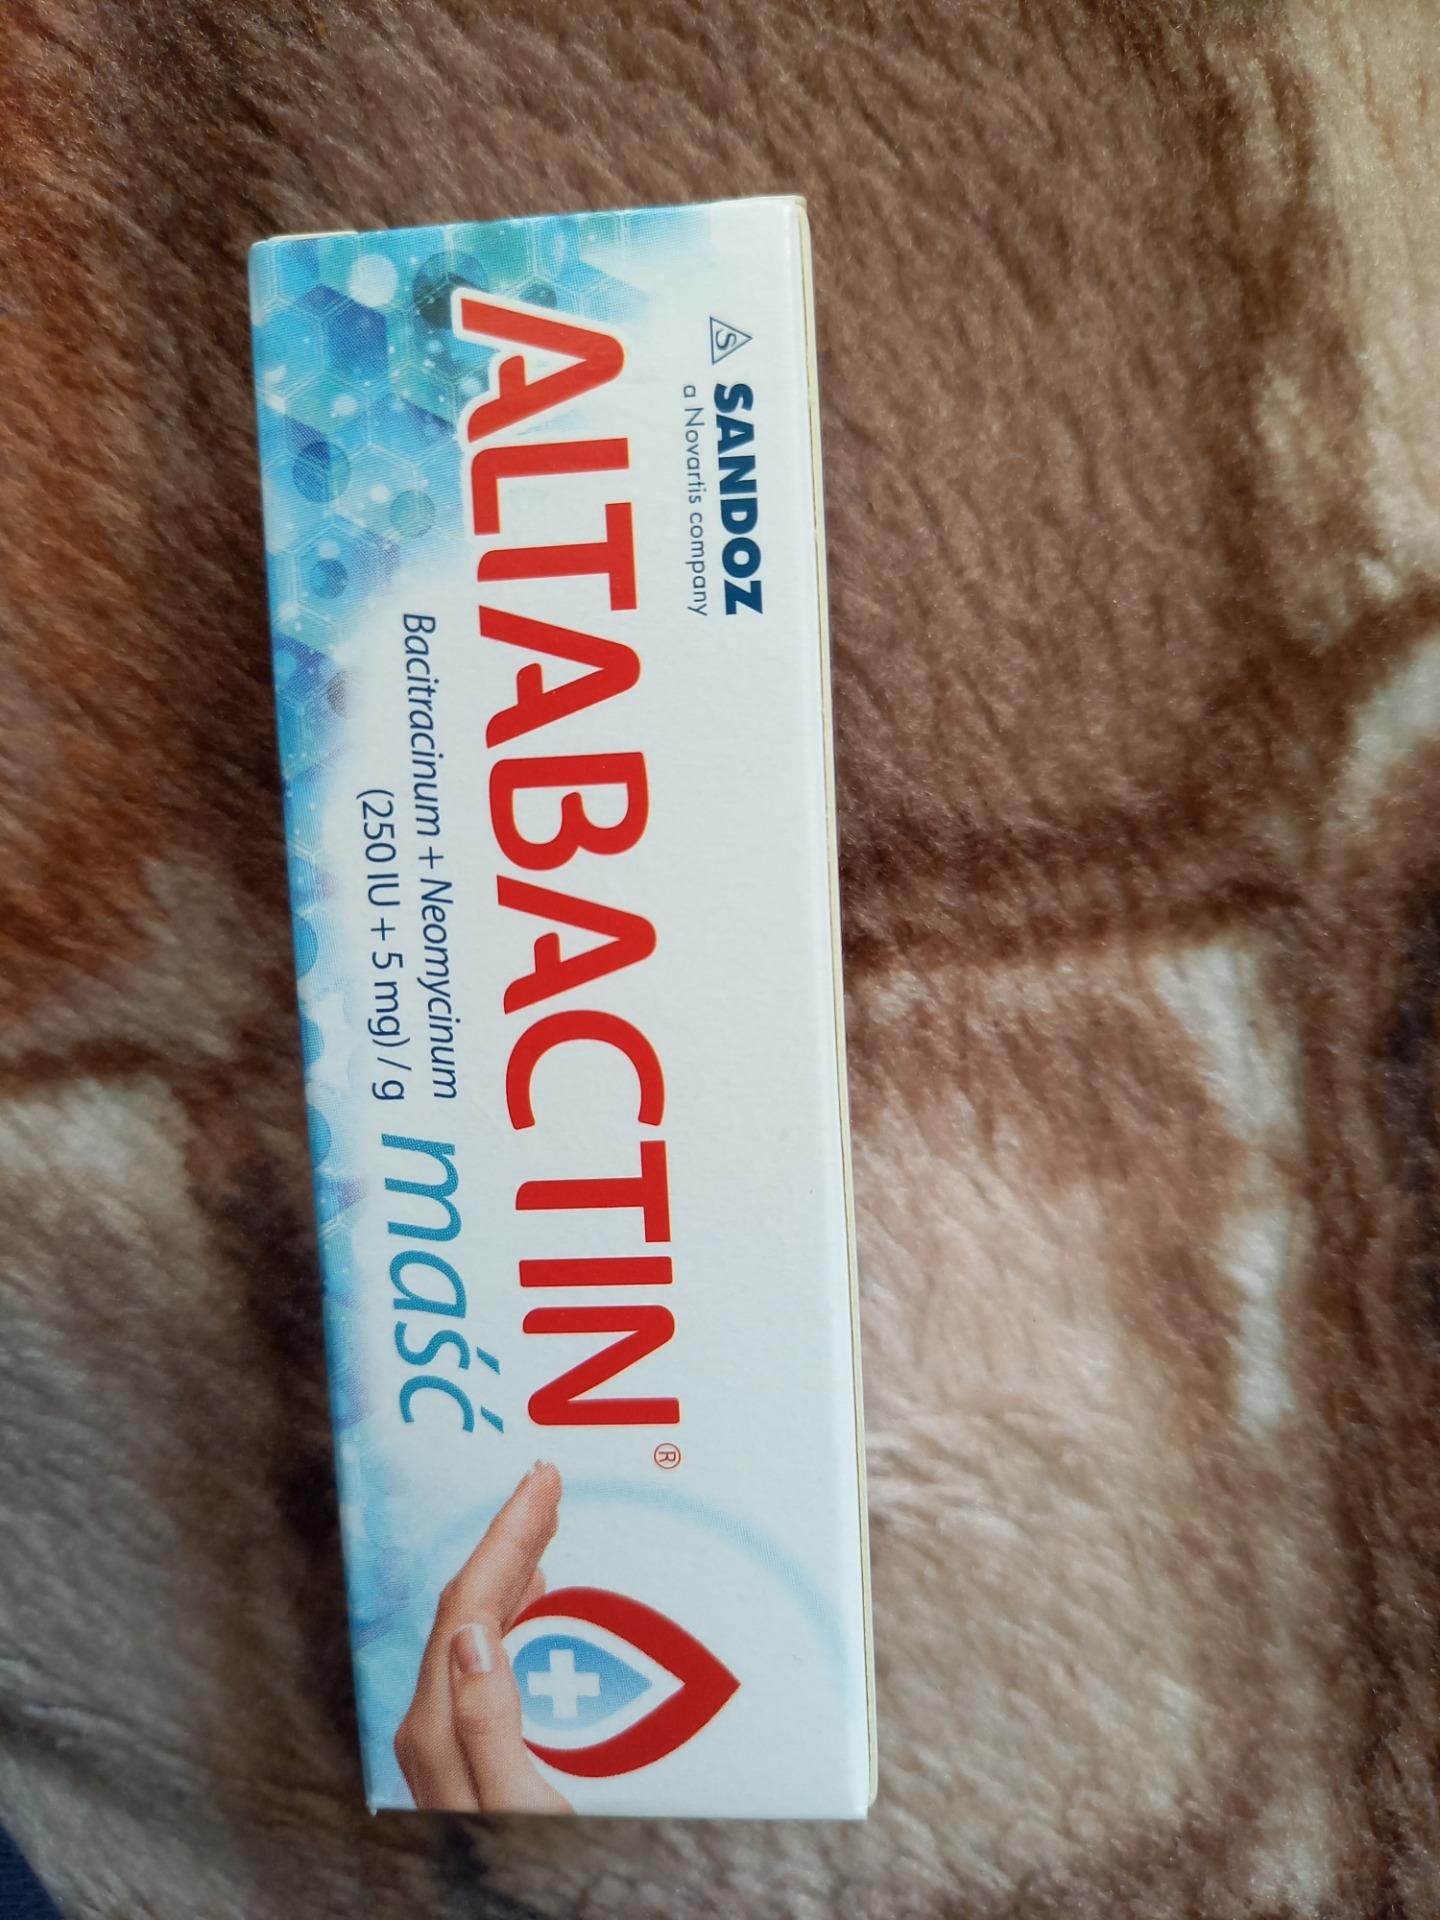 SANDOZ
a Novartis company
ALTABACTIN®
Bacitracinum + Neomycinum
(250 IU + 5 mg) / g
maść